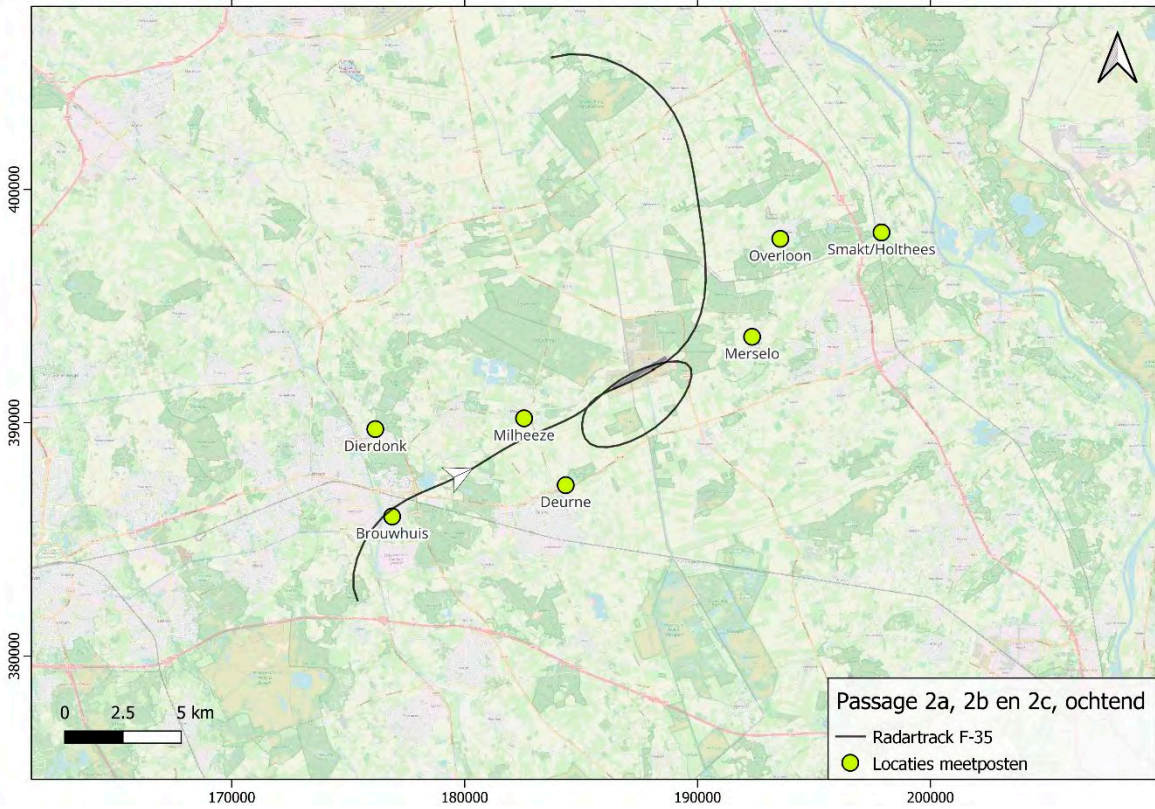 400000
Overloon
Smakt/Holthees
Merselo
390000
Milheeze
Dierdonk
Deurne
Brouwhuis
380000
0 2.5 5 km
Passage 2a, 2b en 2c, ochtend
Radartrack F-35
Locaties meetposten
170000 180000 190000 200000